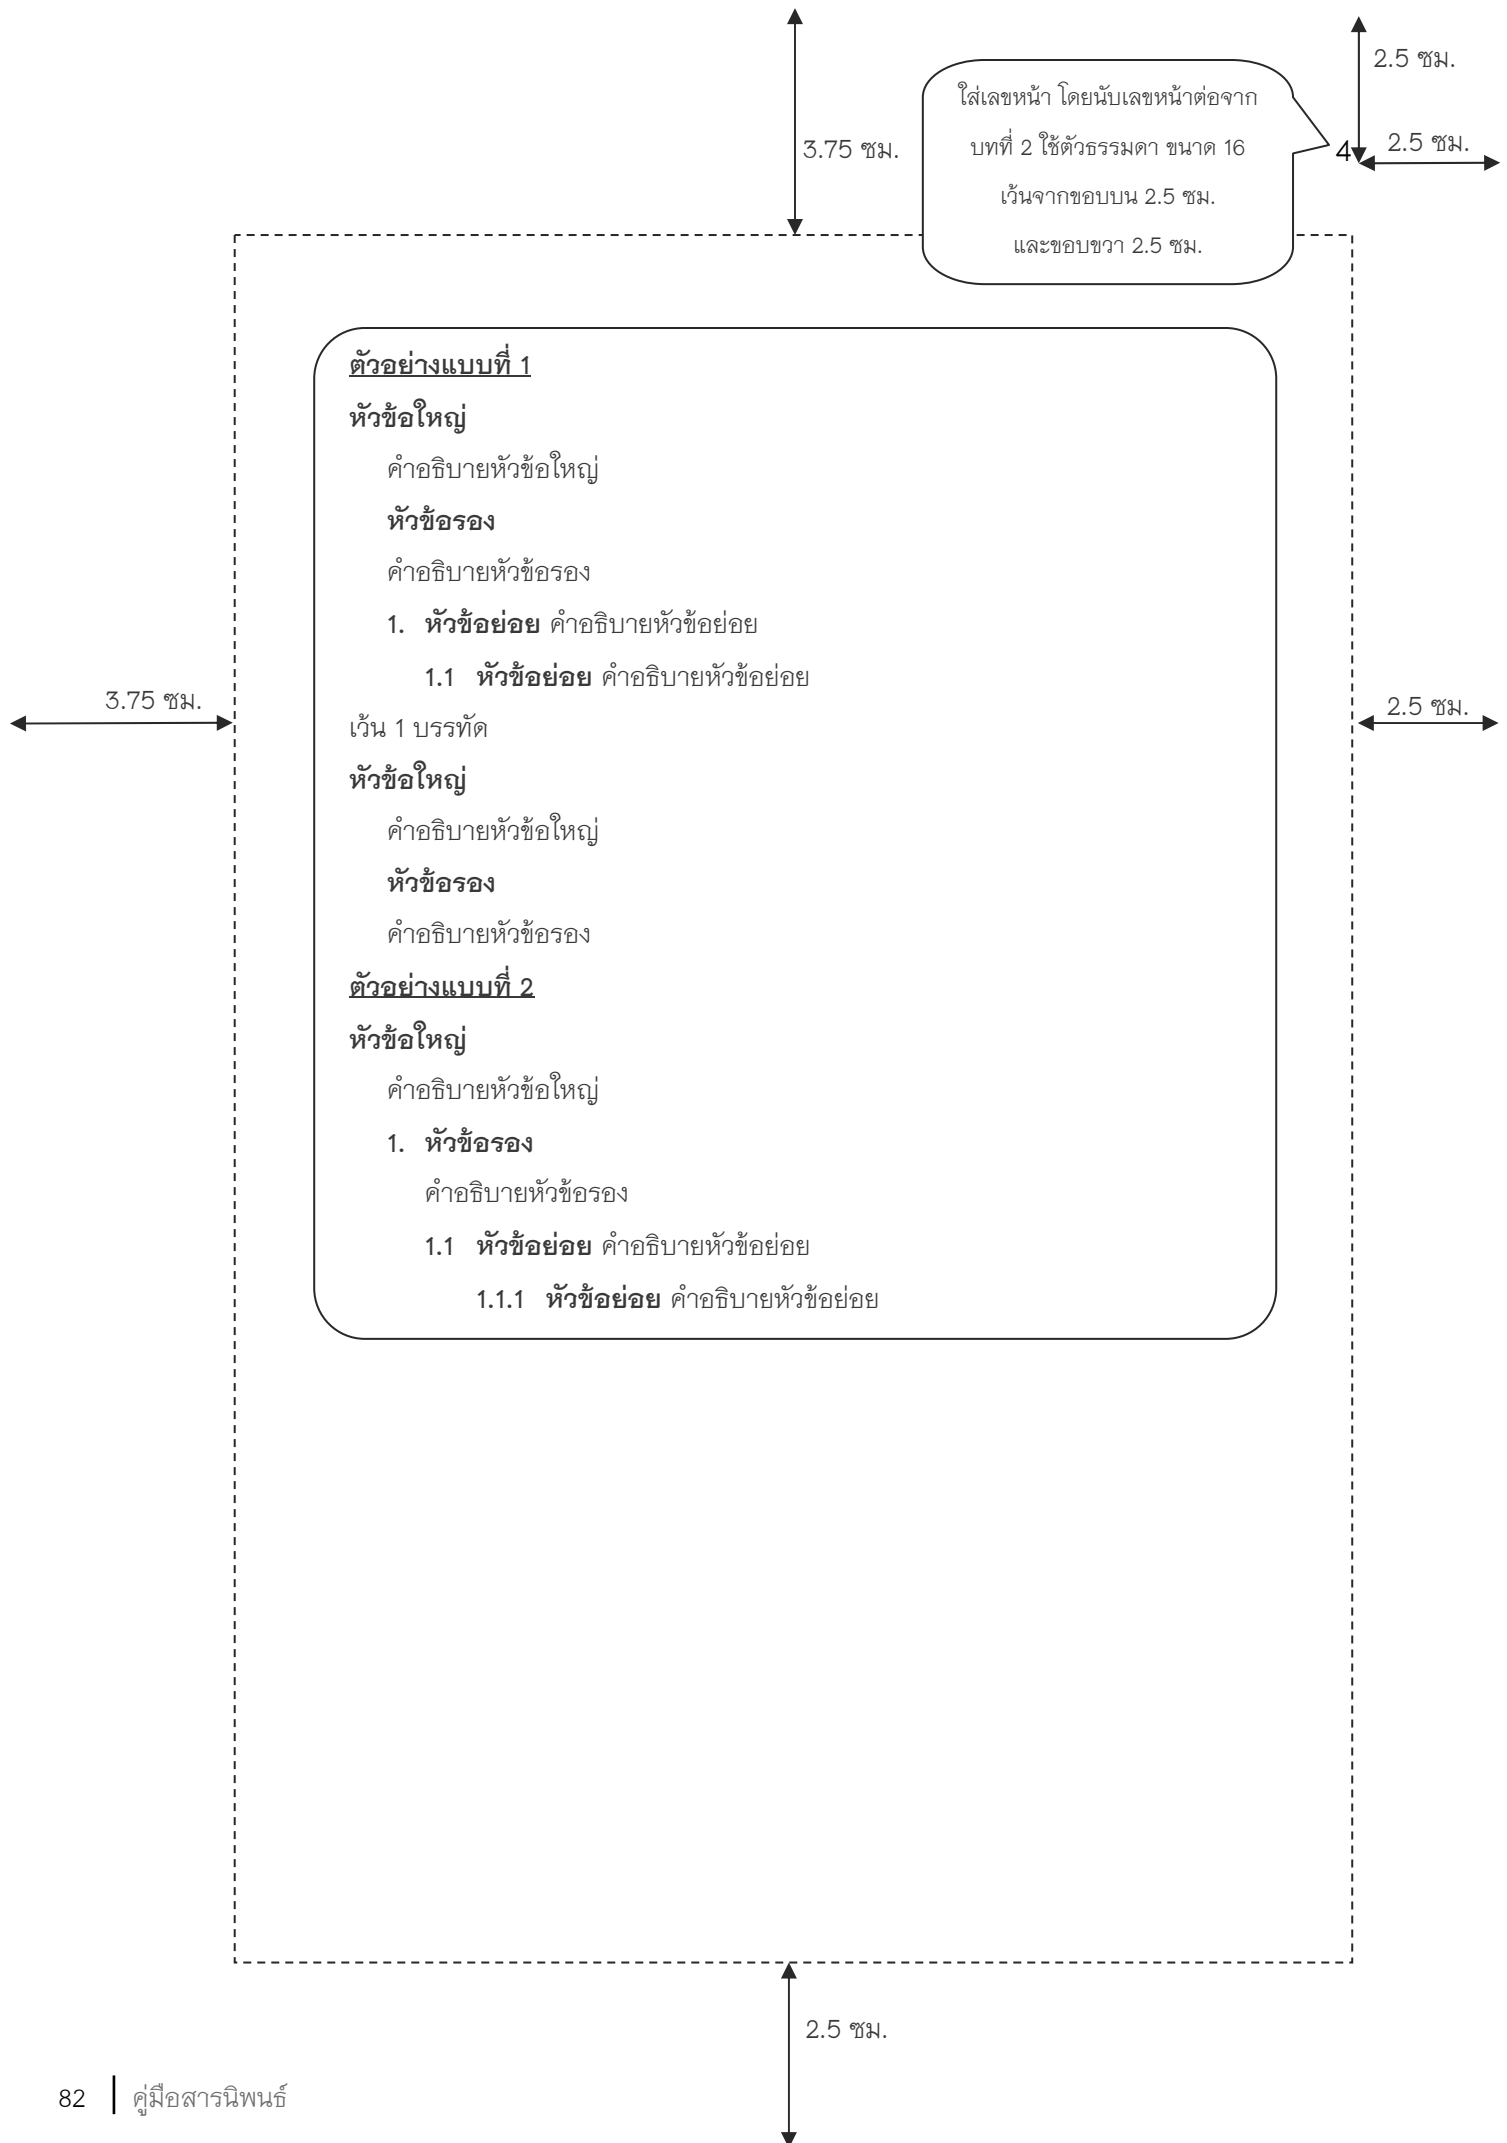 2.5 ซม.
ใส่เลขหน้า โดยนับเลขหน้าต่อจาก
บทที่ 2 ใช้ตัวธรรมดา ขนาด 16
เว้นจากขอบบน 2.5 ซม.
และขอบขวา 2.5 ซม.
3.75 ซม.
4
2.5 ซม.
ตัวอย่างแบบที่ 1
หัวข้อใหญ่
คำอธิบายหัวข้อใหญ่
หัวข้อรอง
คำอธิบายหัวข้อรอง
1. หัวข้อย่อย คำอธิบายหัวข้อย่อย
1.1 หัวข้อย่อย คำอธิบายหัวข้อย่อย
3.75 ซม.
2.5 ซม.
เว้น 1 บรรทัด
หัวข้อใหญ่
คำอธิบายหัวข้อใหญ่
หัวข้อรอง
คำอธิบายหัวข้อรอง
ตัวอย่างแบบที่ 2
หัวข้อใหญ่
คำอธิบายหัวข้อใหญ่
1. หัวข้อรอง
คำอธิบายหัวข้อรอง
1.1 หัวข้อย่อย คำอธิบายหัวข้อย่อย
1.1.1 หัวข้อย่อย คำอธิบายหัวข้อย่อย
2.5 ซม.
82 คู่มือสารนิพนธ์